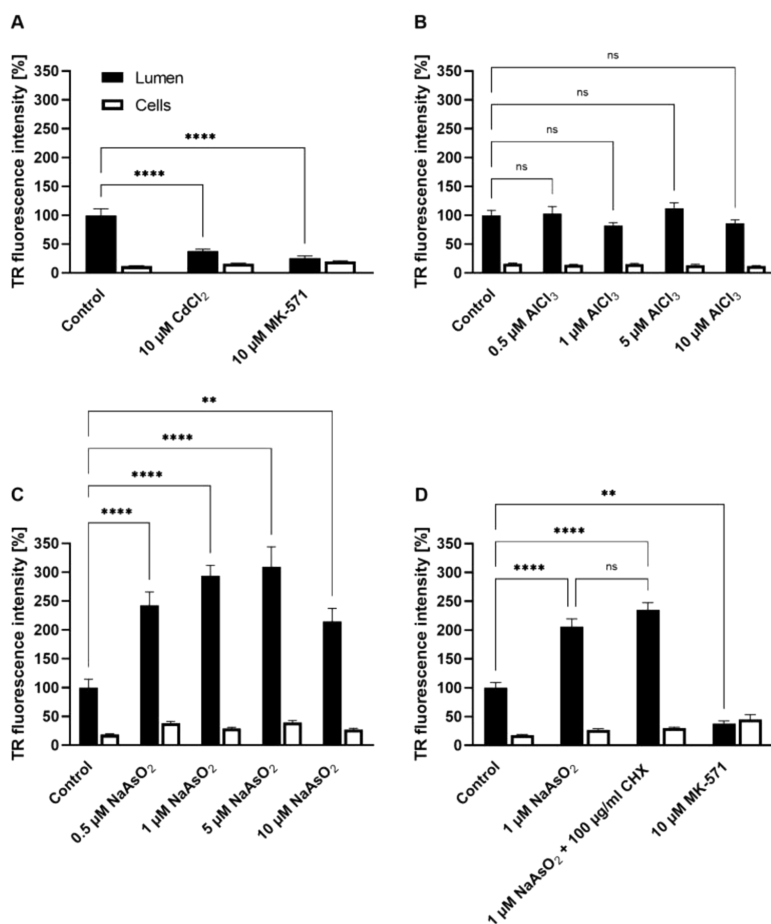 A
TR fluorescence intensity [%]
350
300
250
200
150
100
50
0
Lumen
Cells
****
****
Control
10 µM CdCl₂
10 µM MK-571
B
TR fluorescence intensity [%]
350
300
250
200
150
100
50
0
ns
ns
ns
ns
Control
0.5 µM AlCl₃
1 µM AlCl₃
5 µM AlCl₃
10 µM AlCl₃
C
TR fluorescence intensity [%]
350
300
250
200
150
100
50
0
**
****
****
****
Control
0.5 µM NaAsO₂
1 µM NaAsO₂
5 µM NaAsO₂
10 µM NaAsO₂
D
TR fluorescence intensity [%]
350
300
250
200
150
100
50
0
**
****
****
ns
Control
1 µM NaAsO₂
1 µM NaAsO₂ + 100 µg/ml CHX
10 µM MK-571